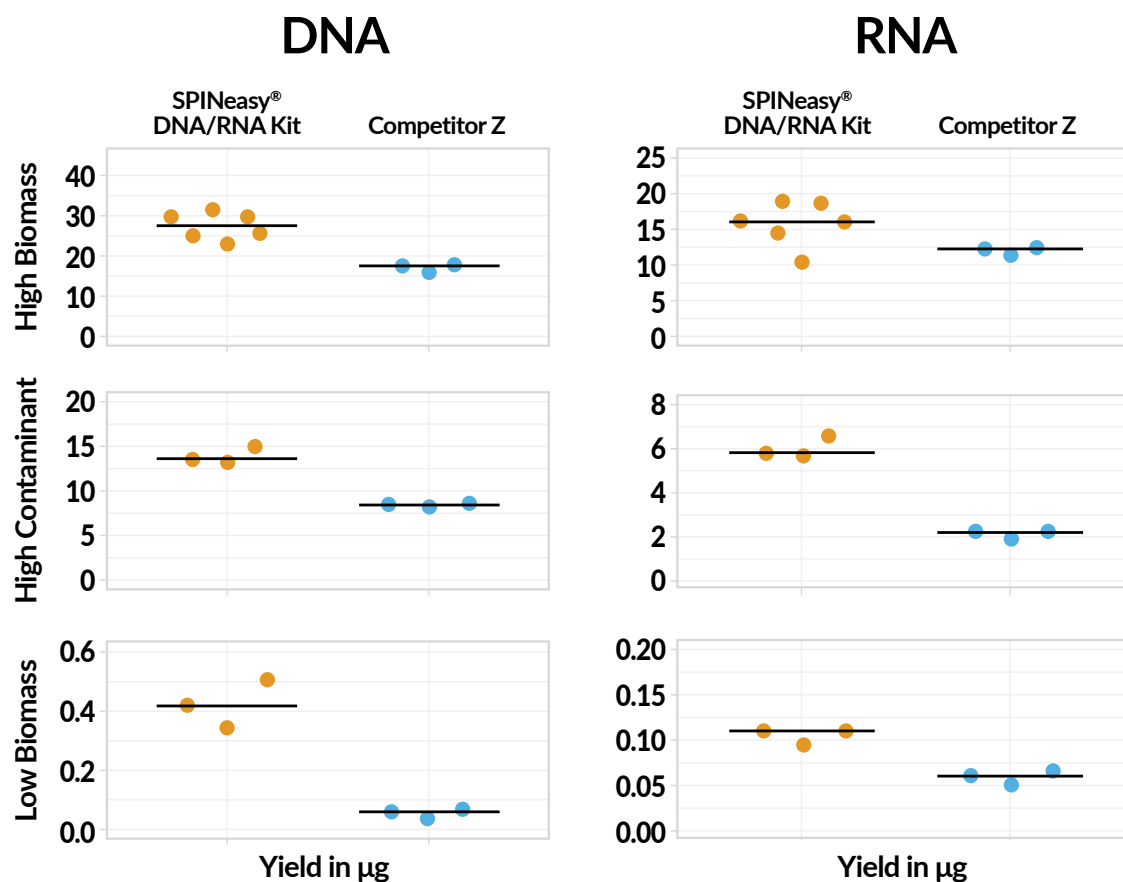 DNA
RNA
SPINeasy®
DNA/RNA Kit
Competitor Z
SPINeasy®
DNA/RNA Kit
Competitor Z
High Biomass
40
30
20
10
0
25
20
15
10
5
0
High Contaminant
20
15
10
5
0
8
6
4
2
0
Low Biomass
0.6
0.4
0.2
0.0
0.20
0.15
0.10
0.05
0.00
Yield in µg
Yield in µg